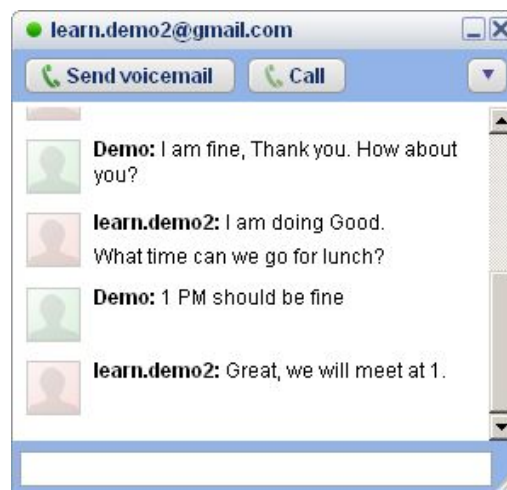 learn.demo2@gmail.com
Send voicemail
Call
Demo: I am fine, Thank you. How about
you?
learn.demo2: I am doing Good.
What time can we go for lunch?
Demo: 1 PM should be fine
learn.demo2: Great, we will meet at 1.